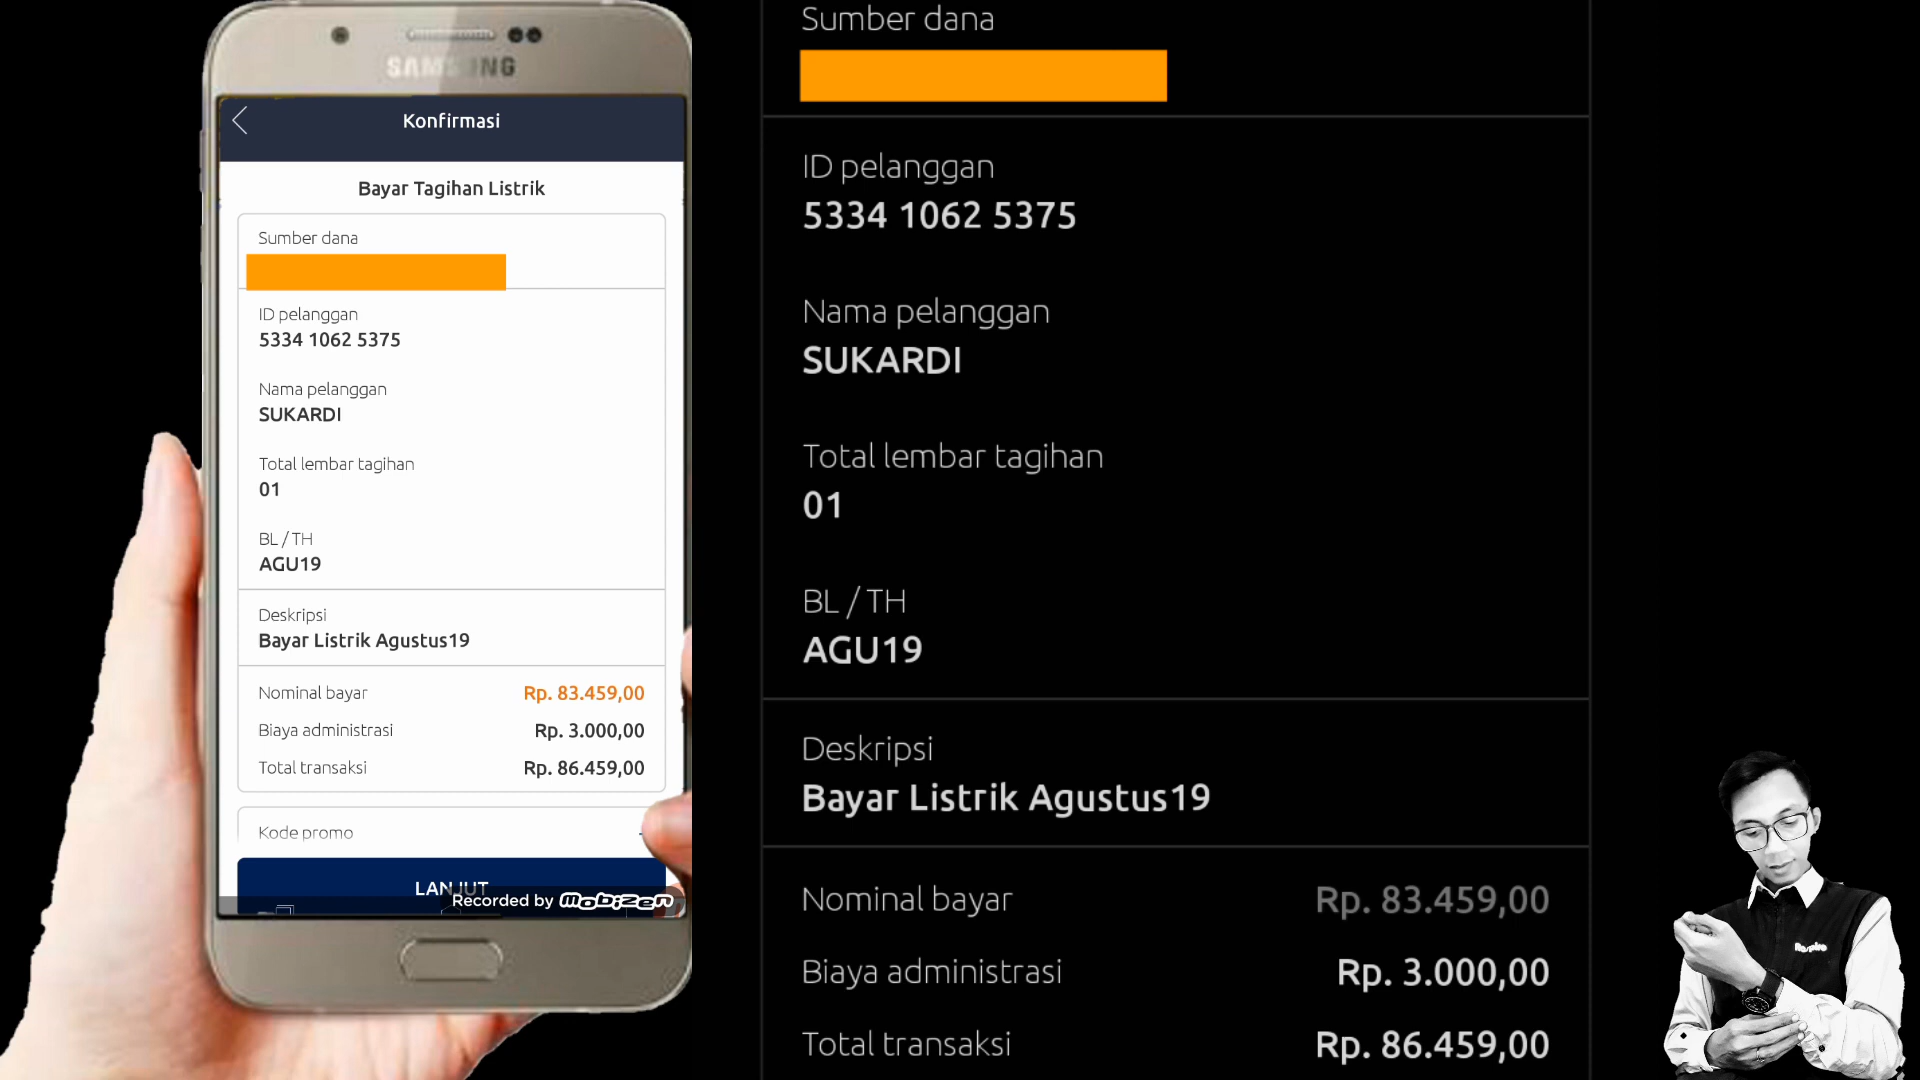 SAMSUNG
Konfirmasi
Bayar Tagihan Listrik
Sumber dana
ID pelanggan
5334 1062 5375
Nama pelanggan
SUKARDI
Total lembar tagihan
01
BL / TH
AGU19
Deskripsi
Bayar Listrik Agustus19
Nominal bayar Rp. 83.459,00
Biaya administrasi Rp. 3.000,00
Total transaksi Rp. 86.459,00
Kode promo
LANJUT
Recorded by Mobizen
Sumber dana
ID pelanggan
5334 1062 5375
Nama pelanggan
SUKARDI
Total lembar tagihan
01
BL / TH
AGU19
Deskripsi
Bayar Listrik Agustus19
Nominal bayar Rp. 83.459,00
Biaya administrasi Rp. 3.000,00
Total transaksi Rp. 86.459,00